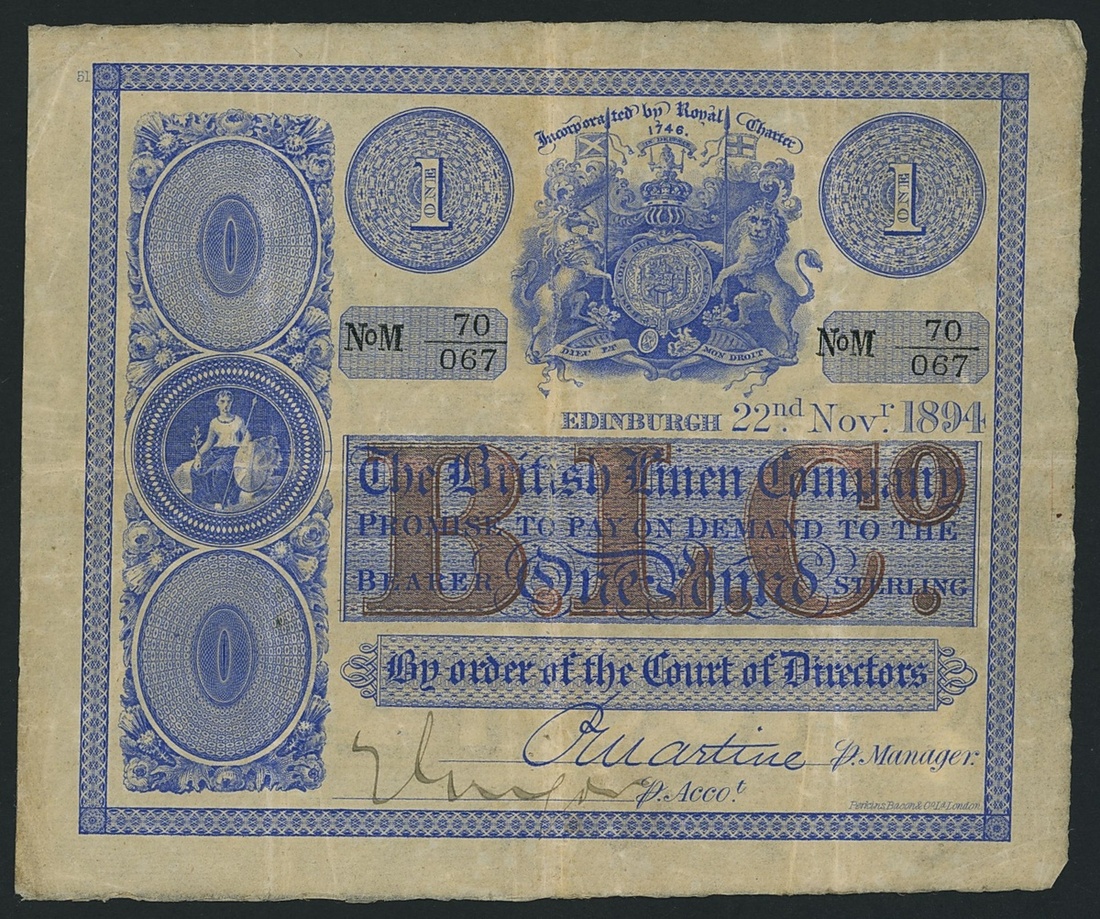 51
Incorporated by Royal Charter
1746.
1
ONE
1
ONE
DIEU ET MON DROIT
NoM 70/067
NoM 70/067
EDINBURGH 22nd. Novr. 1894
B.L.Co.
The British Linen Company
PROMISE TO PAY ON DEMAND TO THE
BEARER One Pound STERLING
By order of the Court of Directors
P. Manager.
P. Accot.
Perkins, Bacon & Co. Ld. London.